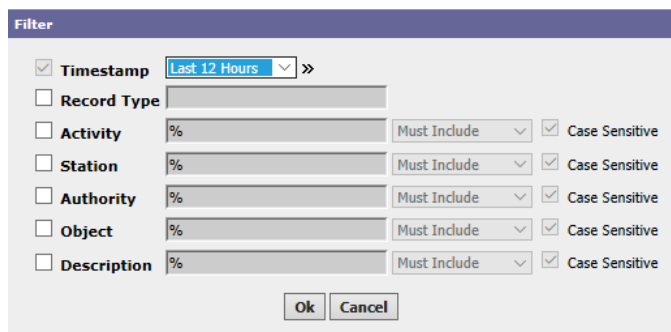 Filter
Timestamp Last 12 Hours »
Record Type
Activity % Must Include Case Sensitive
Station % Must Include Case Sensitive
Authority % Must Include Case Sensitive
Object % Must Include Case Sensitive
Description % Must Include Case Sensitive
Ok Cancel